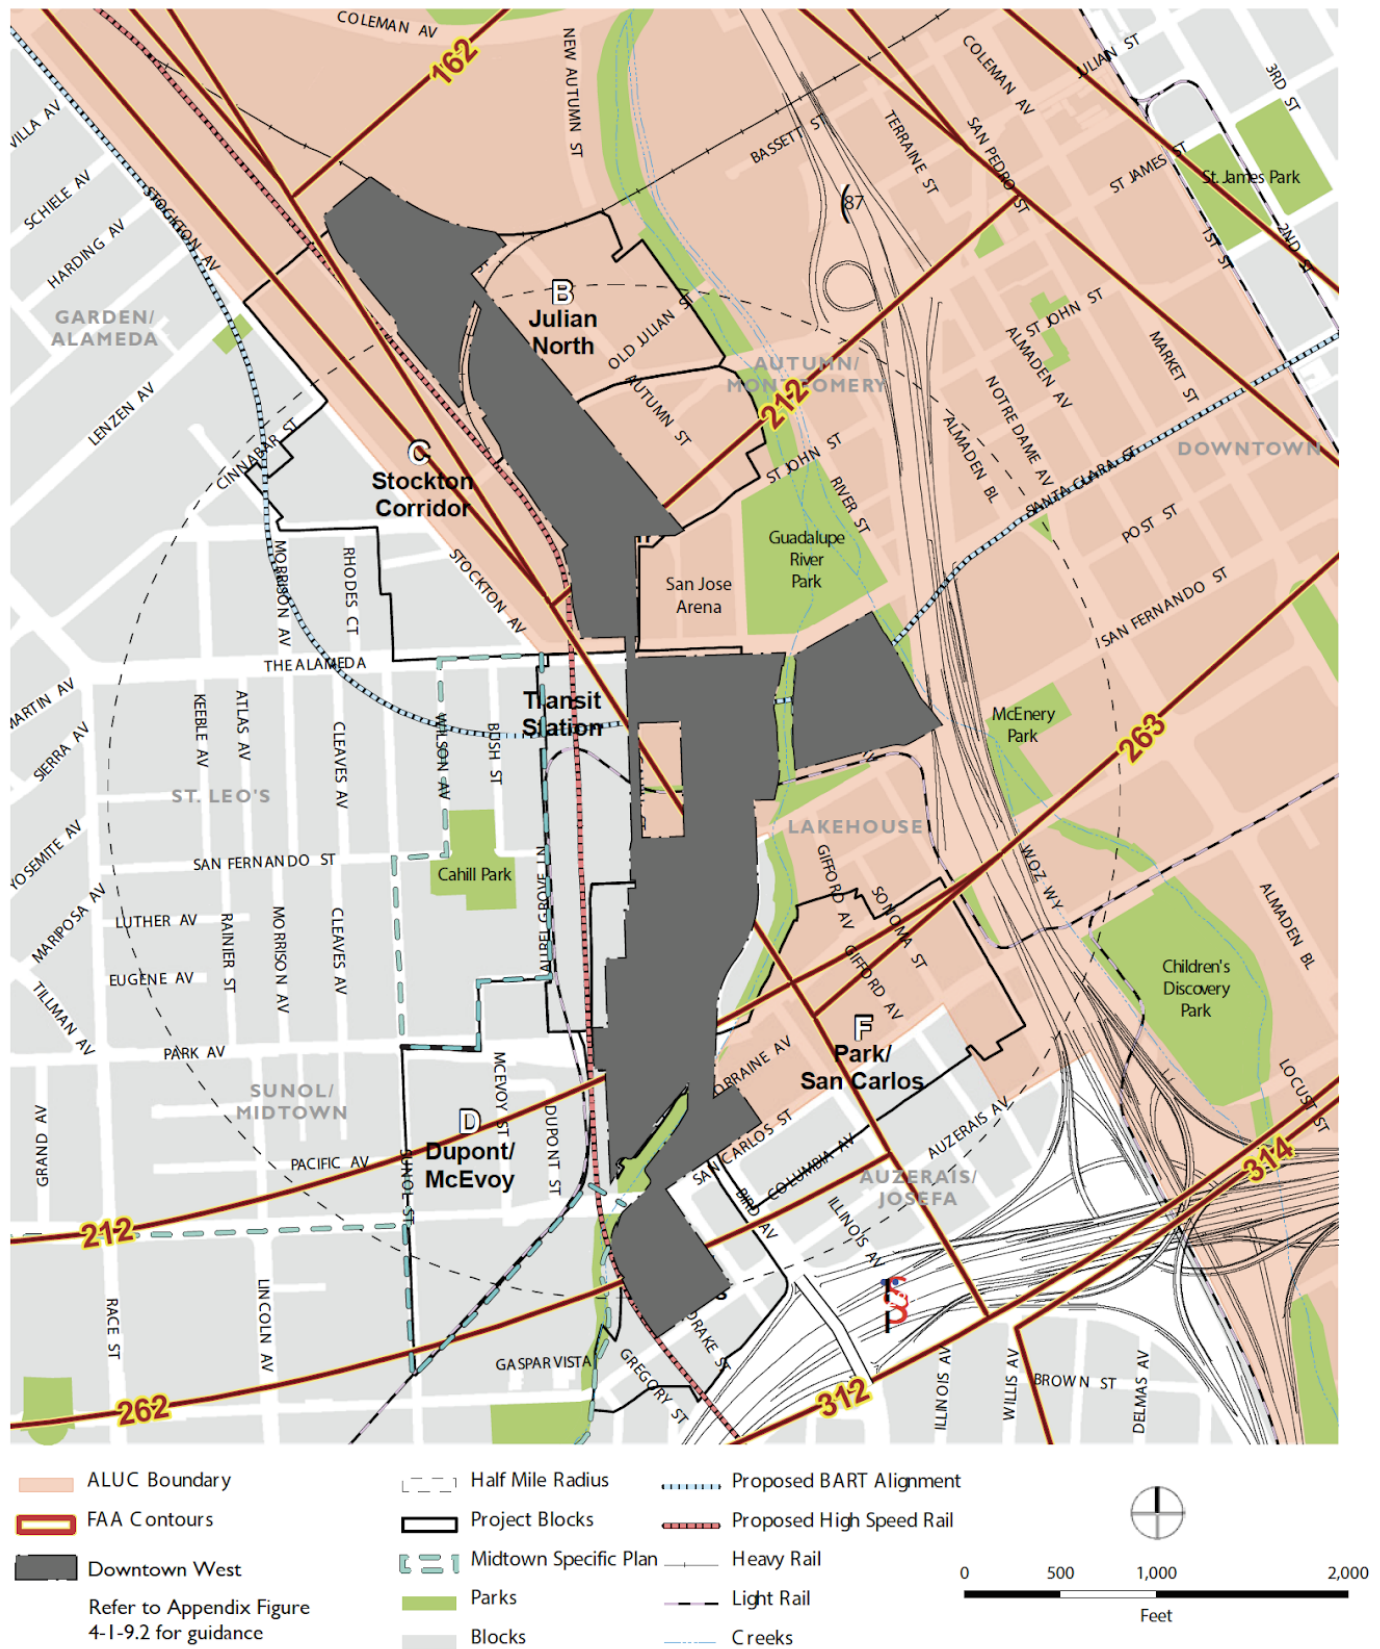 COLEMAN AV
162
NEW AUTUMN ST
COLEMAN AV
JULIAN ST
3RD ST
VILLA AV
BASSETT ST
TERRAINE ST
SAN PEDRO ST
ST JAMES ST
St. James Park
SCHIELE AV
STOCKTON AV
87
HARDING AV
1ST ST
2ND
GARDEN/
ALAMEDA
B
Julian
North
OLD JULIAN ST
ST JOHN ST
ALMADEN AV
MARKET ST
AUTUMN/
MONTGOMERY
212
AUTUMN ST
LENZEN AV
NOTRE DAME AV
ALMADEN BL
CINNABAR ST
C
Stockton
Corridor
ST JOHN ST
RIVER ST
SANTA CLARA ST
DOWNTOWN
POST ST
Guadalupe
River
Park
MORRISON AV
RHODES CT
STOCKTON AV
San Jose
Arena
SAN FERNANDO ST
THE ALAMEDA
MARTIN AV
SIERRA AV
KEEBLE AV
ATLAS AV
CLEAVES AV
WILSON AV
BUSH ST
Transit
Station
McEnery
Park
263
ST. LEO'S
LAKEHOUSE
YOSEMITE AV
SAN FERNANDO ST
Cahill Park
GIFFORD AV
SONOMA ST
WOZ WY
ALMADEN BL
MARIPOSA AV
LUTHER AV
RAINIER ST
MORRISON AV
CLEAVES AV
LAUREL GROVE LN
EUGENE AV
GIFFORD AV
Children's
Discovery
Park
TILLMAN AV
PARK AV
F
Park/
San Carlos
LORRAINE AV
SUNOL/
MIDTOWN
MCEVOY ST
DUPONT ST
D
Dupont/
McEvoy
GRAND AV
PACIFIC AV
SUNOL ST
SAN CARLOS ST
COLUMBIA AV
AUZERAIS AV
LOCUST ST
314
AUZERAIS/
JOSEFA
BIRD AV
ILLINOIS AV
212
RACE ST
LINCOLN AV
DRAKE ST
GASPAR VISTA
GREGORY ST
262
312
ILLINOIS AV
WILLIS AV
BROWN ST
DELMAS AV
ALUC Boundary
FAA Contours
Downtown West
Refer to Appendix Figure
4-1-9.2 for guidance
Half Mile Radius
Project Blocks
Midtown Specific Plan
Parks
Blocks
Proposed BART Alignment
Proposed High Speed Rail
Heavy Rail
Light Rail
Creeks
0 500 1,000 2,000
Feet